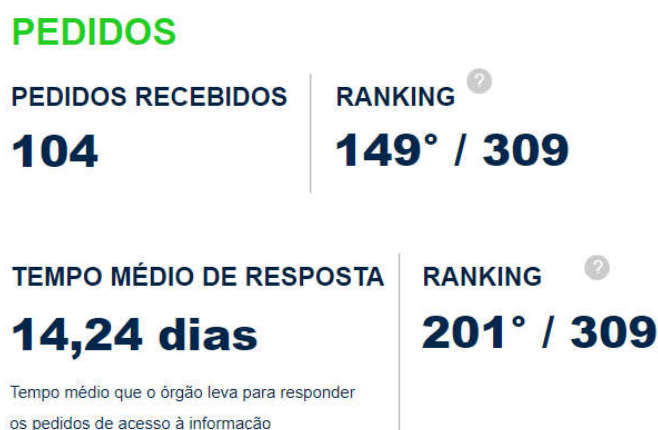 PEDIDOS
PEDIDOS RECEBIDOS
104
RANKING ?
149° / 309
TEMPO MÉDIO DE RESPOSTA
14,24 dias
Tempo médio que o órgão leva para responder
os pedidos de acesso à informação
RANKING ?
201° / 309